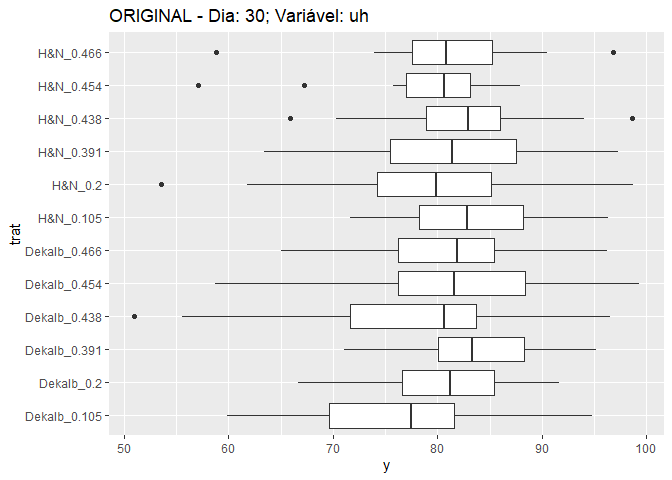 ORIGINAL - Dia: 30; Variável: uh
H&N_0.466
H&N_0.454
H&N_0.438
H&N_0.391
H&N_0.2
H&N_0.105
Dekalb_0.466
Dekalb_0.454
Dekalb_0.438
Dekalb_0.391
Dekalb_0.2
Dekalb_0.105
trat
50 60 70 80 90 100
y